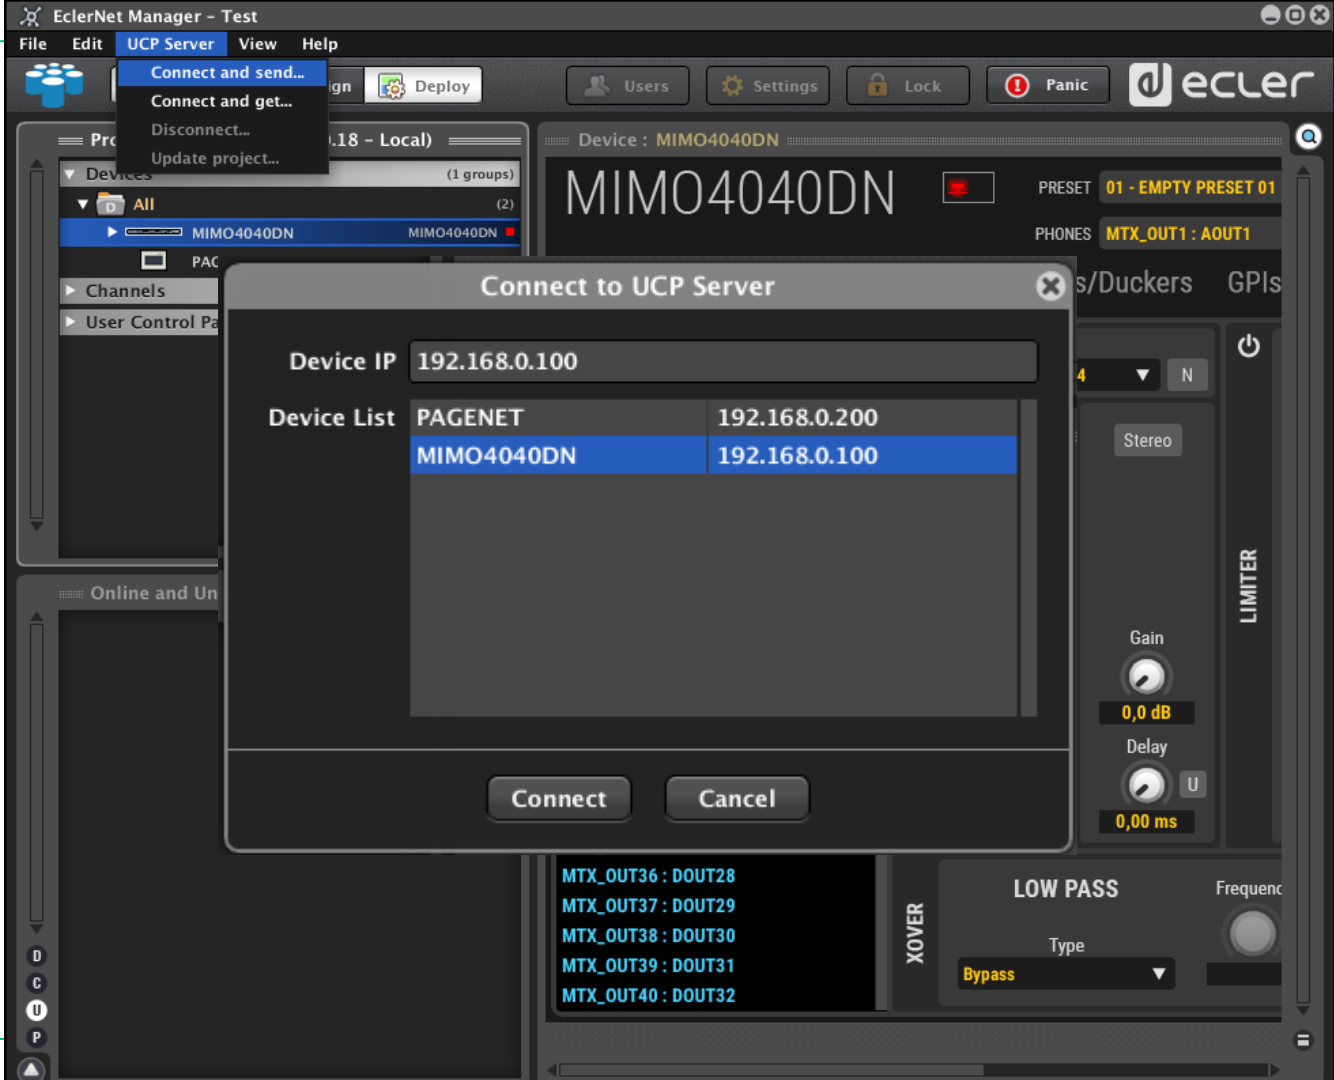 EclerNet Manager – Test
File Edit UCP Server View Help
Connect and send...
Connect and get...
Disconnect...
Update project...
Deploy
Users
Settings
Lock
Panic
ecler
.18 – Local)
Device : MIMO4040DN
Devices (1 groups)
D All (2)
MIMO4040DN MIMO4040DN
MIMO4040DN
PRESET 01 - EMPTY PRESET 01
PHONES MTX_OUT1 : AOUT1
Channels
User Control Pa
s/Duckers GPIs
Connect to UCP Server
Device IP 192.168.0.100
Device List PAGENET 192.168.0.200
MIMO4040DN 192.168.0.100
Connect Cancel
4 N
Stereo
LIMITER
Gain
0,0 dB
Delay
U
0,00 ms
Online and Un
MTX_OUT36 : DOUT28
MTX_OUT37 : DOUT29
MTX_OUT38 : DOUT30
MTX_OUT39 : DOUT31
MTX_OUT40 : DOUT32
XOVER
LOW PASS
Type
Bypass
Frequenc
D
C
U
P